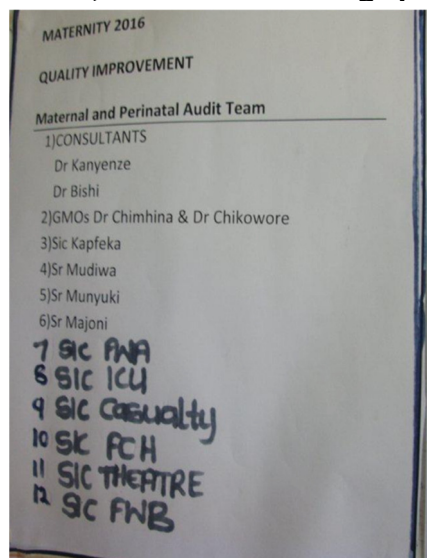 MATERNITY 2016
QUALITY IMPROVEMENT
Maternal and Perinatal Audit Team
1)CONSULTANTS
Dr Kanyenze
Dr Bishi
2)GMOs Dr Chimhina & Dr Chikowore
3)Sic Kapfeka
4)Sr Mudiwa
5)Sr Munyuki
6)Sr Majoni
7 SIC FWA
8 SIC ICU
9 SIC CASUALTY
10 SIC FCH
11 SIC THEATRE
12 SIC FWB